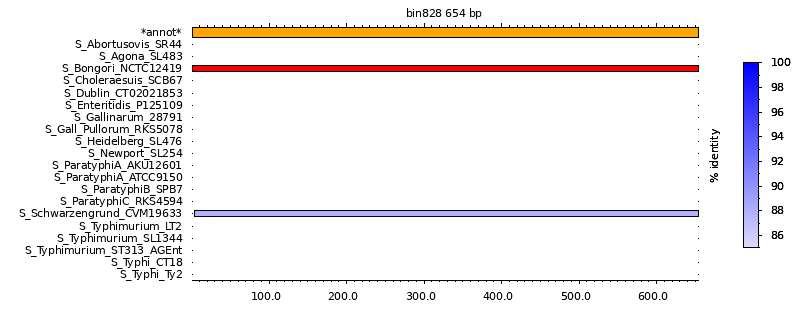 bin828 654 bp
*annot*
S_Abortusovis_SR44
S_Agona_SL483
S_Bongori_NCTC12419
S_Choleraesuis_SCB67
S_Dublin_CT02021853
S_Enteritidis_P125109
S_Gallinarum_28791
S_Gall_Pullorum_RKS5078
S_Heidelberg_SL476
S_Newport_SL254
S_ParatyphiA_AKU12601
S_ParatyphiA_ATCC9150
S_ParatyphiB_SPB7
S_ParatyphiC_RKS4594
S_Schwarzengrund_CVM19633
S_Typhimurium_LT2
S_Typhimurium_SL1344
S_Typhimurium_ST313_AGEnt
S_Typhi_CT18
S_Typhi_Ty2
100.0 200.0 300.0 400.0 500.0 600.0
% identity
100
98
96
94
92
90
88
86